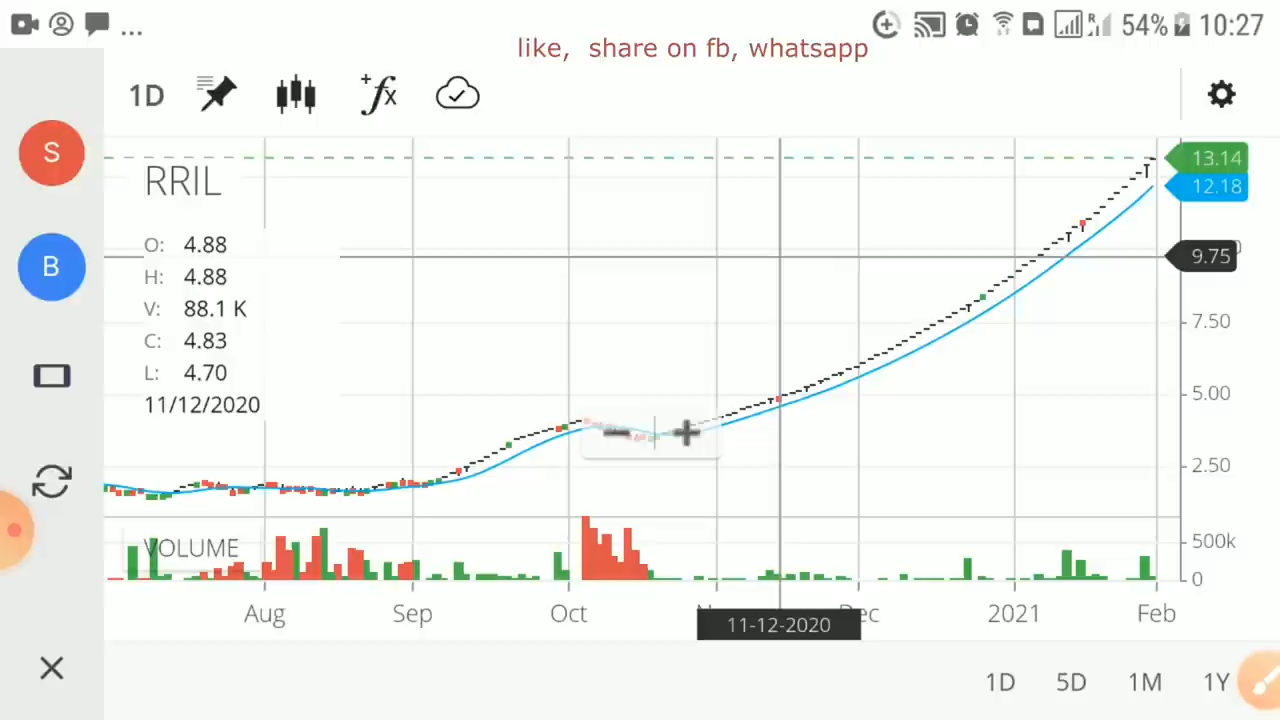 ... 54% 10:27
like, share on fb, whatsapp
1D fx
S
B
RRIL
O: 4.88
H: 4.88
V: 88.1 K
C: 4.83
L: 4.70
11/12/2020
13.14
12.18
9.75
7.50
5.00
2.50
VOLUME
500k
0
Aug Sep Oct 2021 Feb
11-12-2020
1D 5D 1M 1Y